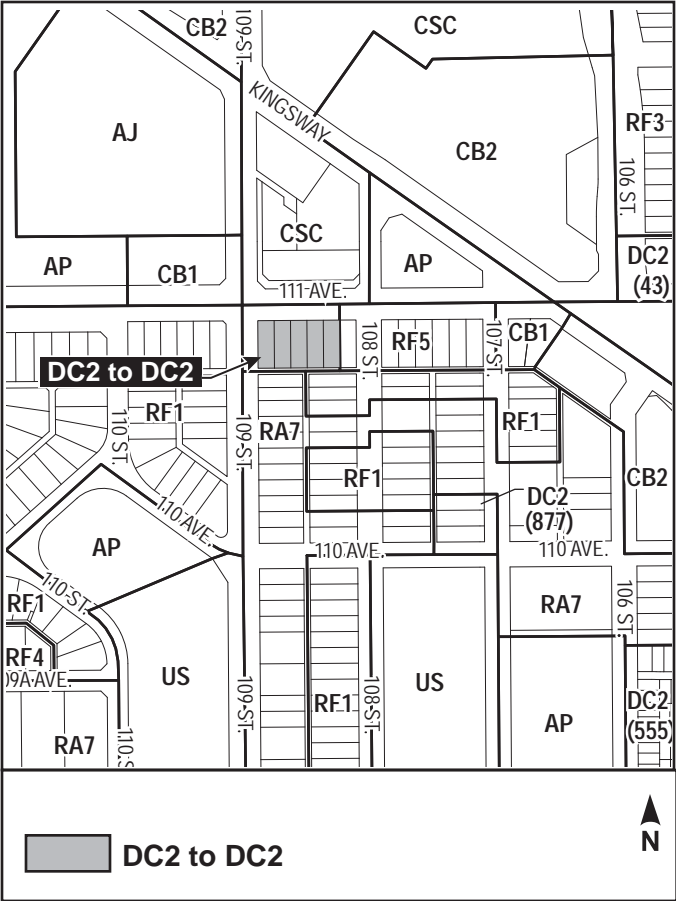 CB2
109 ST.
CSC
KINGSWAY
AJ
CB2
RF3
106 ST.
CSC
AP
CB1
AP
DC2
(43)
111 AVE.
DC2 to DC2
108 ST.
RF5
107 ST.
CB1
110 ST.
RF1
109 ST.
RA7
RF1
RF1
CB2
DC2
(877)
110 AVE.
AP
110 AVE.
110 AVE.
110 ST.
RF1
RA7
106 ST.
RF4
09A AVE.
US
109 ST.
RF1
108 ST.
US
AP
DC2
(555)
RA7
110 S
DC2 to DC2
N